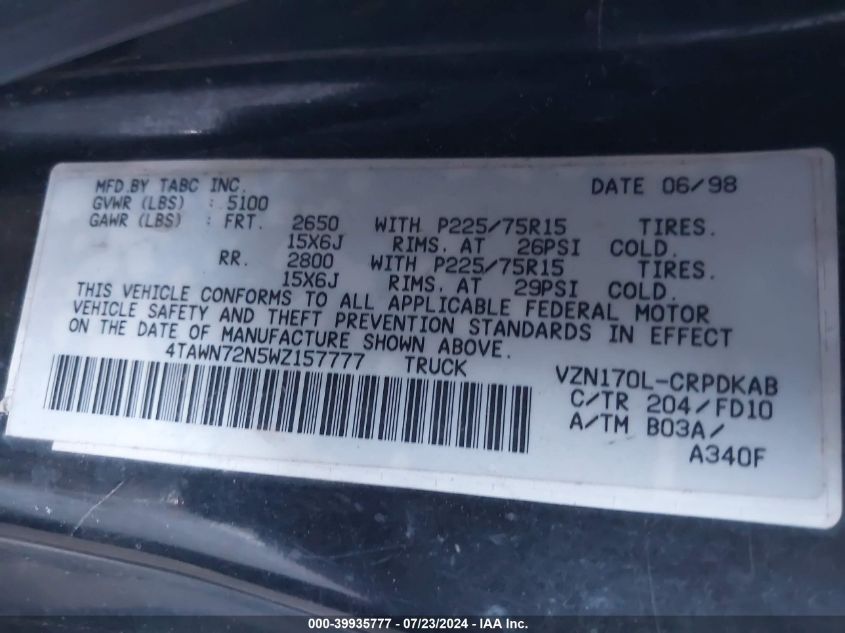 MFD.BY TABC INC. DATE 06/98
GVWR (LBS) : 5100
GAWR (LBS) : FRT. 2650 WITH P225/75R15 TIRES.
15X6J RIMS. AT 26PSI COLD.
RR. 2800 WITH P225/75R15 TIRES.
15X6J RIMS. AT 29PSI COLD.
THIS VEHICLE CONFORMS TO ALL APPLICABLE FEDERAL MOTOR
VEHICLE SAFETY AND THEFT PREVENTION STANDARDS IN EFFECT
ON THE DATE OF MANUFACTURE SHOWN ABOVE.
4TAWN72N5WZ157777 TRUCK
VZN170L-CRPDKAB
C/TR 204/FD10
A/TM B03A/
A340F
000-39935777 / 07/23/2024 - IAA Inc.